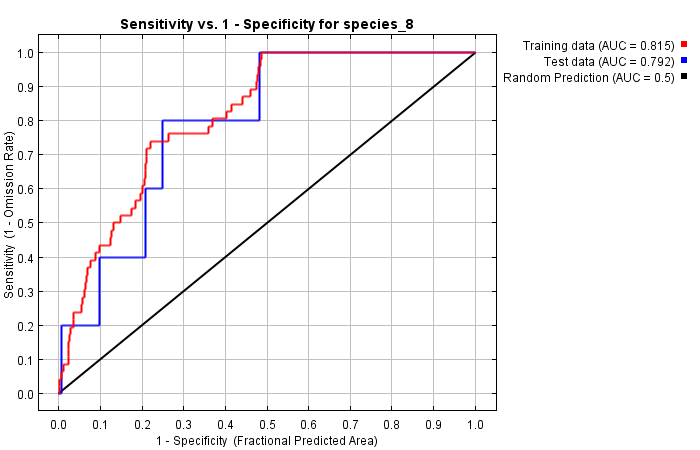 Sensitivity vs. 1 - Specificity for species_8
Training data (AUC = 0.815)
Test data (AUC = 0.792)
Random Prediction (AUC = 0.5)
Sensitivity (1 - Omission Rate)
1.0
0.9
0.8
0.7
0.6
0.5
0.4
0.3
0.2
0.1
0.0
0.0 0.1 0.2 0.3 0.4 0.5 0.6 0.7 0.8 0.9 1.0
1 - Specificity (Fractional Predicted Area)